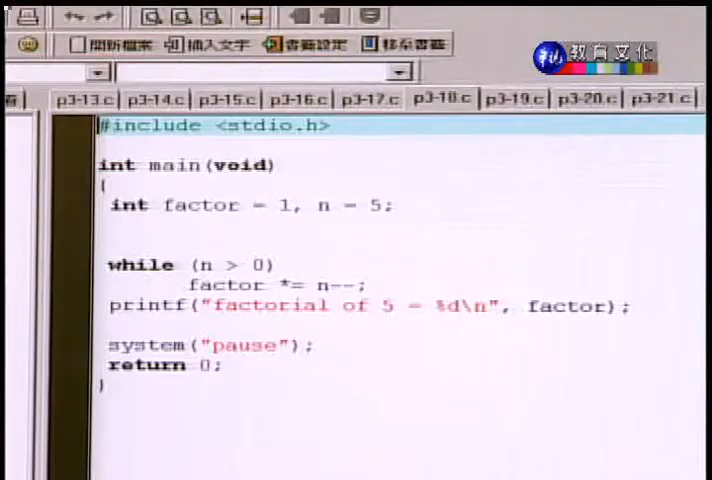 開新檔案 插入文字 書籤設定 移至書籤
華視 教育文化
p3-13.c p3-14.c p3-15.c p3-16.c p3-17.c p3-18.c p3-19.c p3-20.c p3-21.c
#include <stdio.h>
int main(void)
{
int factor = 1, n = 5;
while (n > 0)
factor *= n--;
printf("factorial of 5 = %d\n", factor);
system("pause");
return 0;
}